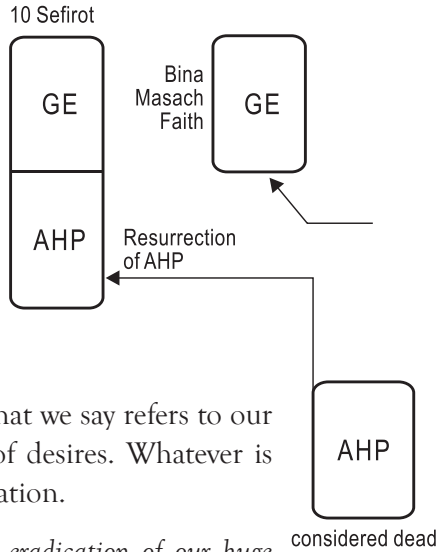 10 Sefirot
GE
Bina
Masach
Faith
GE
AHP
Resurrection
of AHP
AHP
considered dead
hat we say refers to our
of desires. Whatever is
ation.
eradication of our huge